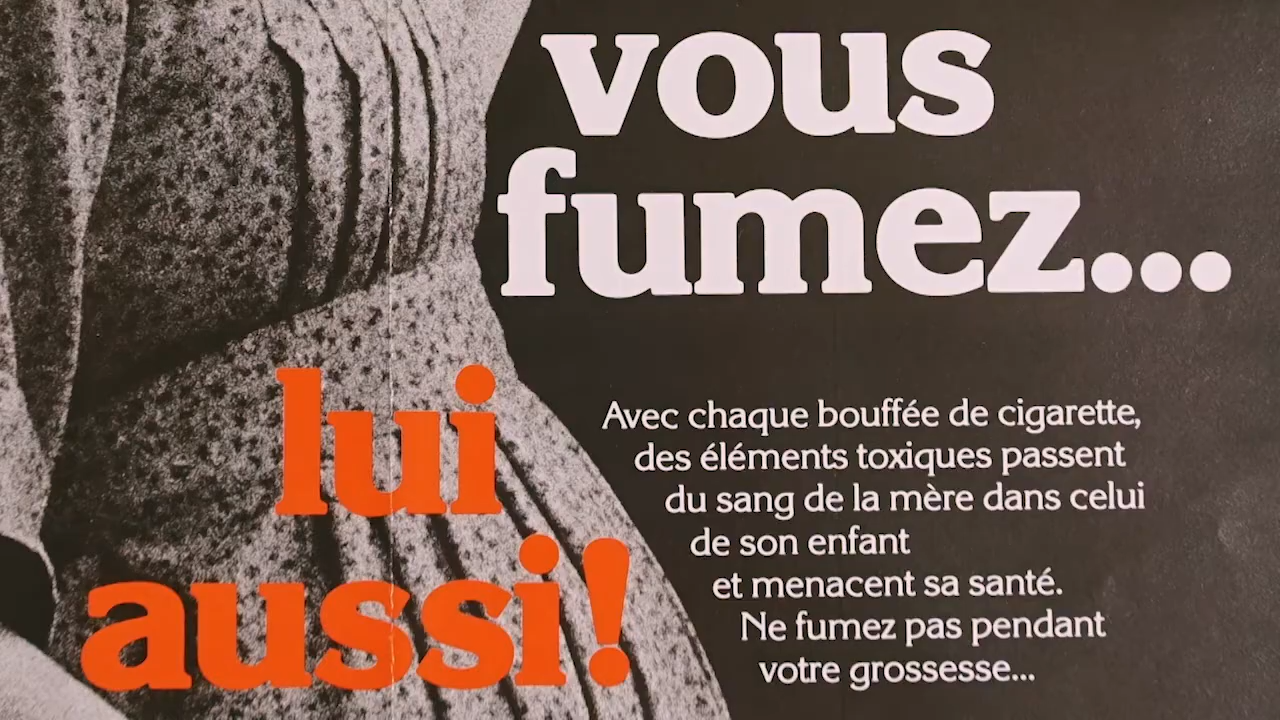 vous
fumez...
lui
aussi!
Avec chaque bouffée de cigarette,
des éléments toxiques passent
du sang de la mère dans celui
de son enfant
et menacent sa santé.
Ne fumez pas pendant
votre grossesse...